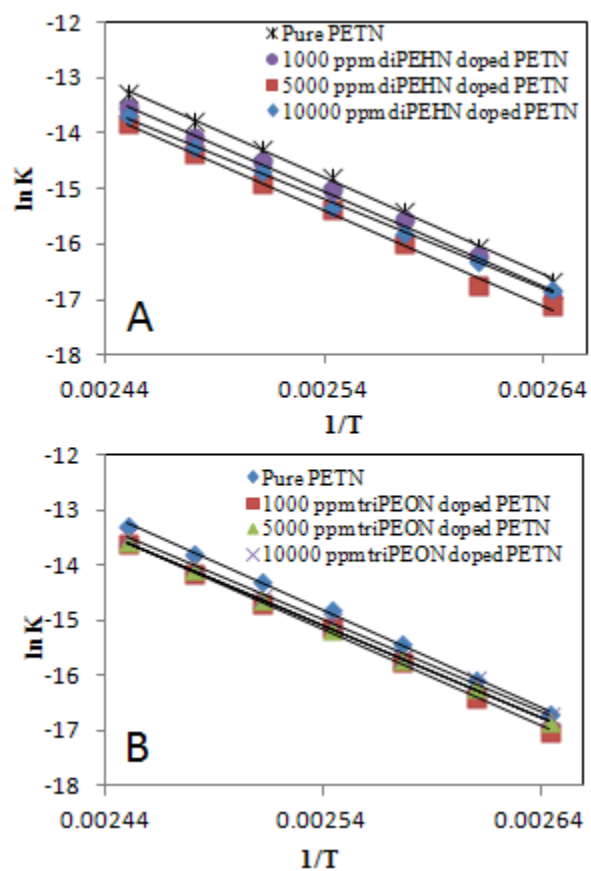 Pure PETN
1000 ppm diPEHN doped PETN
5000 ppm diPEHN doped PETN
10000 ppm diPEHN doped PETN
-12
-13
-14
-15
-16
-17
-18
ln K
A
0.00244
0.00254
0.00264
1/T
Pure PETN
1000 ppm triPEON doped PETN
5000 ppm triPEON doped PETN
10000 ppm triPEON doped PETN
-12
-13
-14
-15
-16
-17
-18
ln K
B
0.00244
0.00254
0.00264
1/T